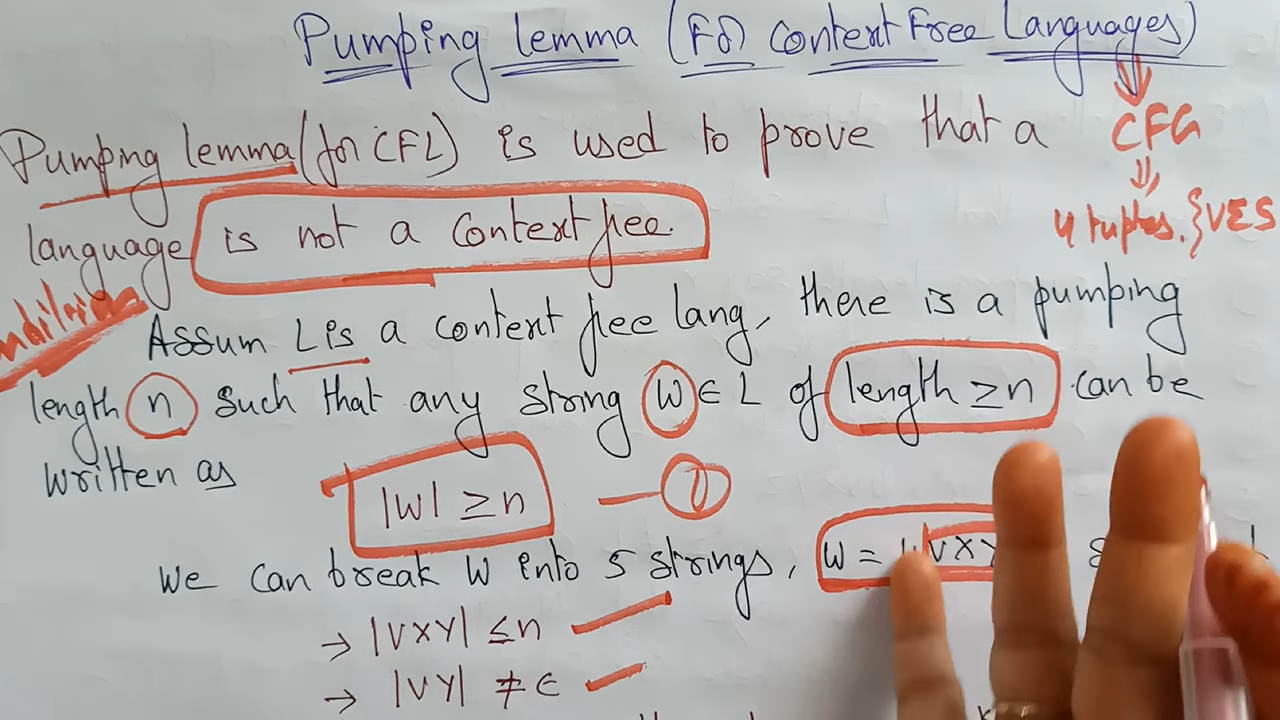 Pumping lemma (For Context Free Languages)
Pumping lemma (for CFL) is used to prove that a
CFG
language is not a Context free.
4 tuples. } VΣS
Assum L is a context free lang, there is a pumping
length n such that any string W ∈ L of length ≥ n can be
written as
|W| ≥ n — ①
We can break W into 5 strings, W =
→ |VXY| ≤ n
→ |VY| ≠ ϵ